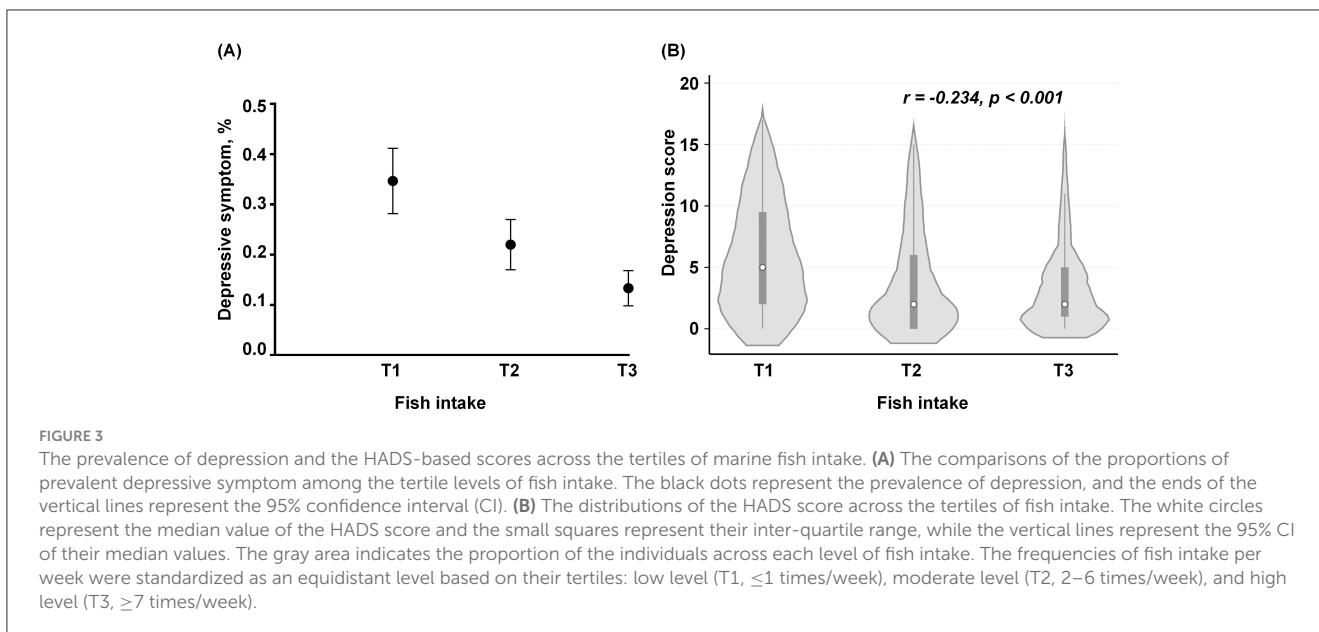 (A)
Depressive symptom, %
0.5
0.4
0.3
0.2
0.1
0.0
T1 T2 T3
Fish intake
(B)
r = -0.234, p < 0.001
Depression score
20
15
10
5
0
T1 T2 T3
Fish intake
FIGURE 3
The prevalence of depression and the HADS-based scores across the tertiles of marine fish intake. (A) The comparisons of the proportions of
prevalent depressive symptom among the tertile levels of fish intake. The black dots represent the prevalence of depression, and the ends of the
vertical lines represent the 95% confidence interval (CI). (B) The distributions of the HADS score across the tertiles of fish intake. The white circles
represent the median value of the HADS score and the small squares represent their inter-quartile range, while the vertical lines represent the 95% CI
of their median values. The gray area indicates the proportion of the individuals across each level of fish intake. The frequencies of fish intake per
week were standardized as an equidistant level based on their tertiles: low level (T1, ≤1 times/week), moderate level (T2, 2–6 times/week), and high
level (T3, ≥7 times/week).